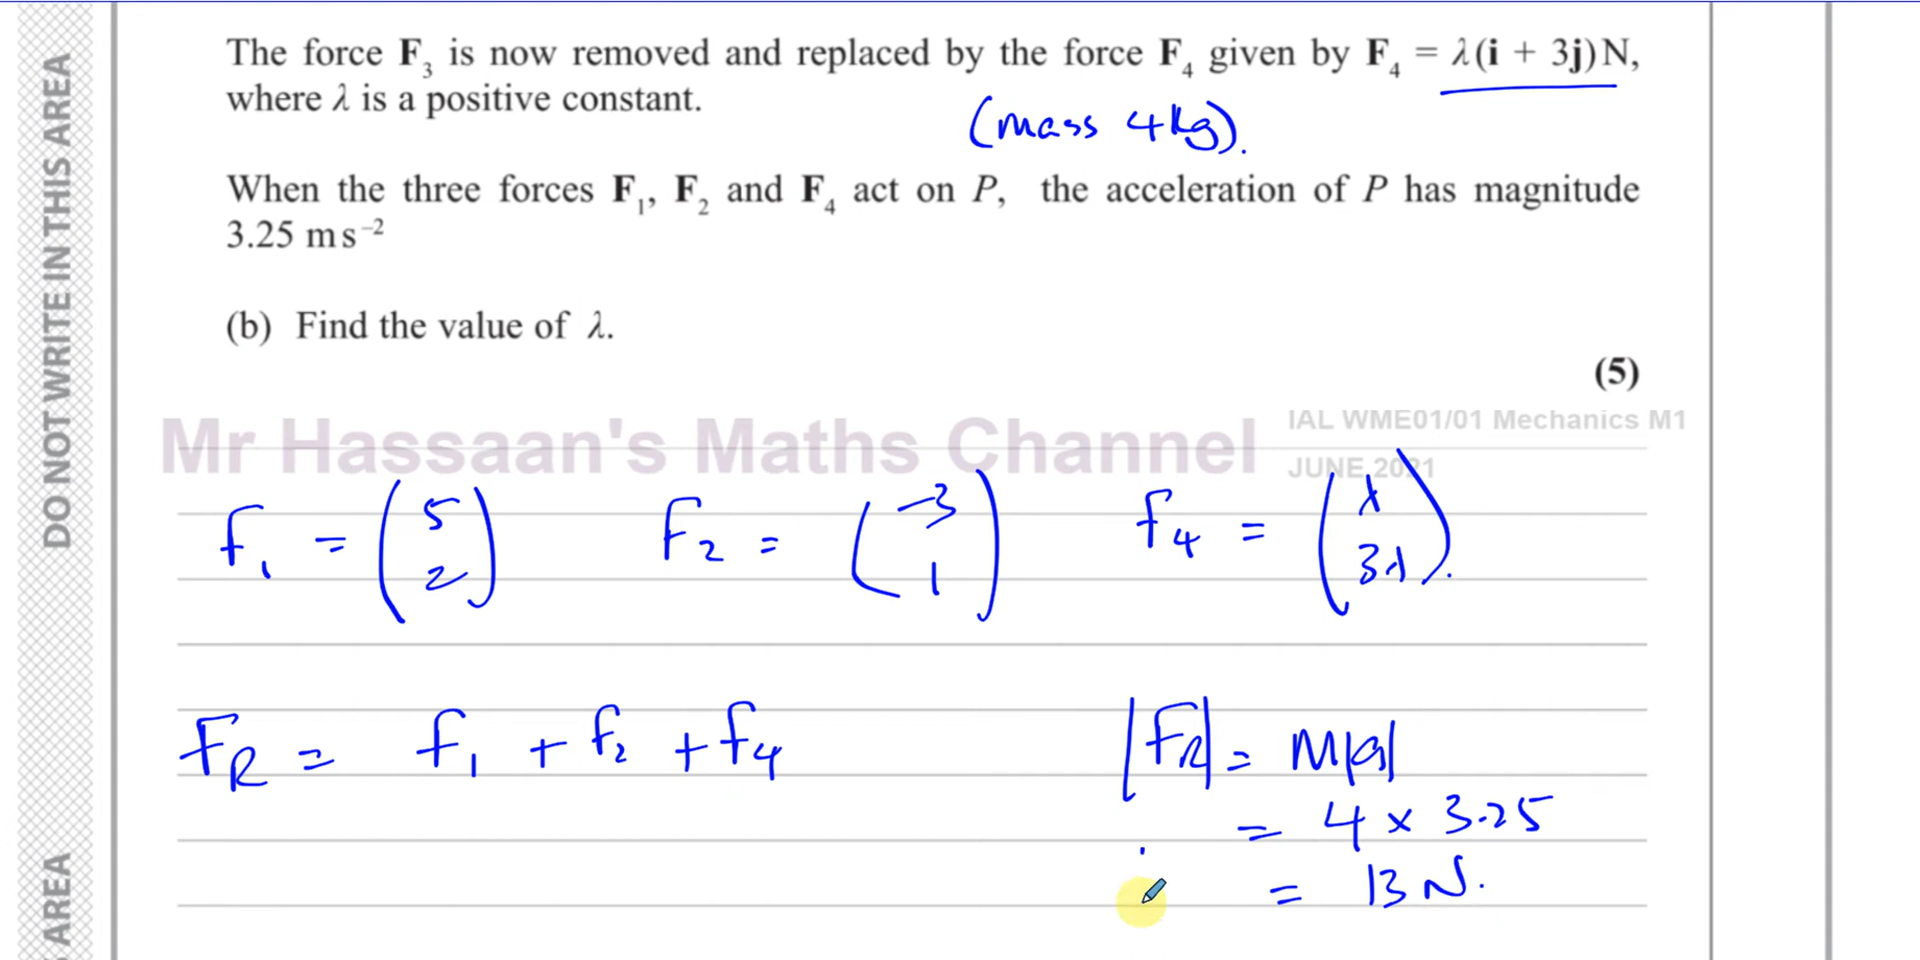 The force F₃ is now removed and replaced by the force F₄ given by F₄ = λ(i + 3j) N,
where λ is a positive constant.
(mass 4kg).
When the three forces F₁, F₂ and F₄ act on P, the acceleration of P has magnitude
3.25 m s⁻²
(b) Find the value of λ.
(5)
Mr Hassaan's Maths Channel
IAL WME01/01 Mechanics M1
JUNE 2021
F₁ = (5 2) F₂ = (-3 1) F₄ = (λ 3λ).
F_R = F₁ + F₂ + F₄ |F_R| = M|a|
= 4 × 3.25
= 13 N.
DO NOT WRITE IN THIS AREA
AREA